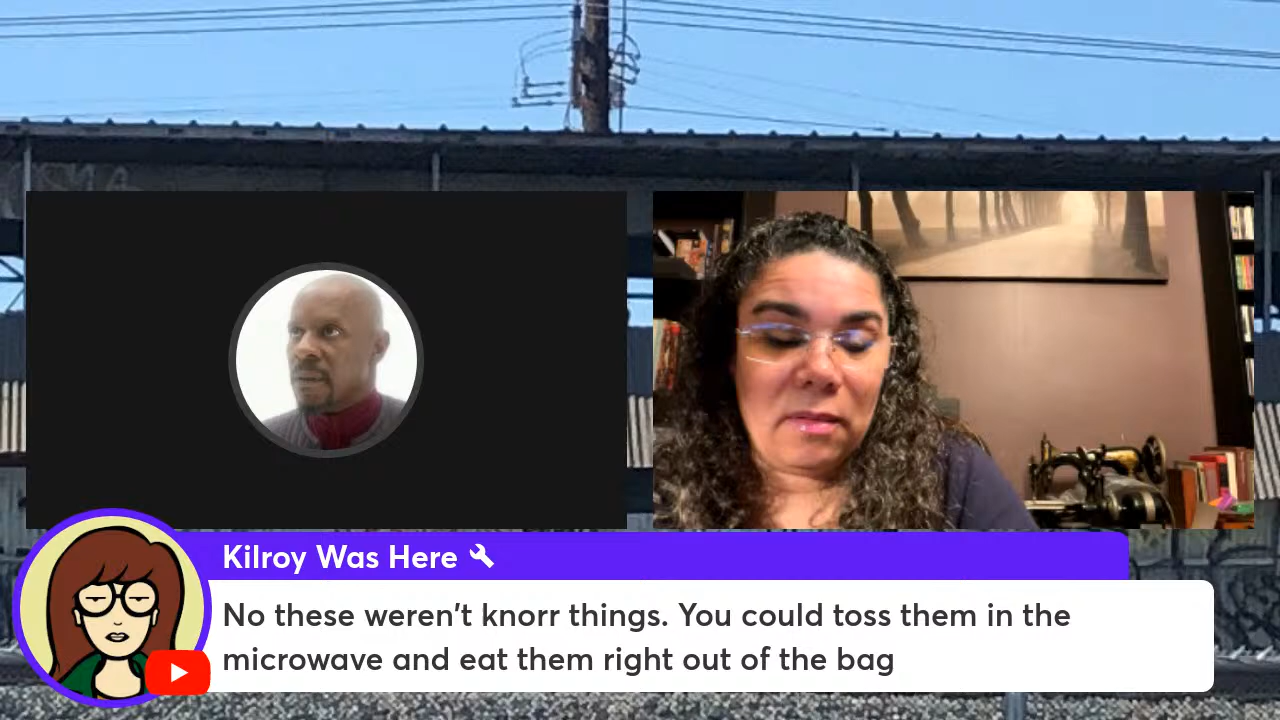 Kilroy Was Here
No these weren't knorr things. You could toss them in the
microwave and eat them right out of the bag